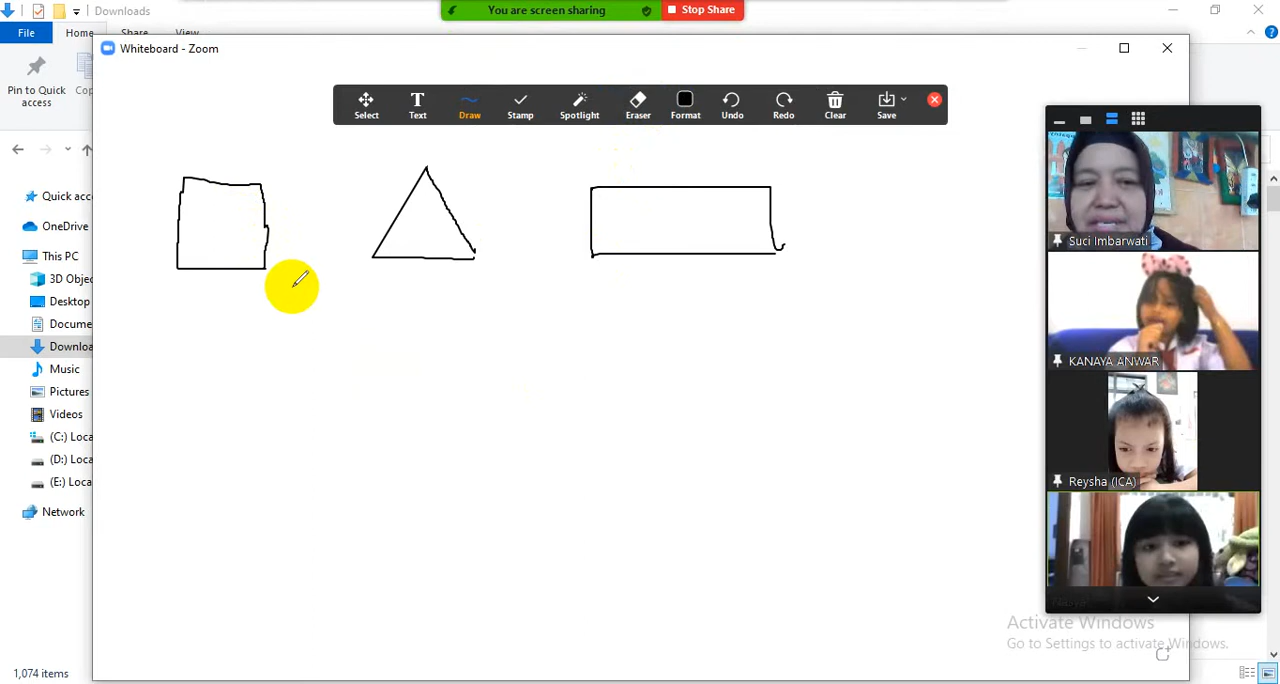 Downloads
You are screen sharing
Stop Share
File
Home
Share
View
Whiteboard - Zoom
Pin to Quick
access
Cop
Select
Text
Draw
Stamp
Spotlight
Eraser
Format
Undo
Redo
Clear
Save
Quick acc
OneDrive
This PC
3D Objec
Desktop
Docume
Downloa
Music
Pictures
Videos
(C:) Loca
(D:) Loca
(E:) Loca
Network
Suci Imbarwati
KANAYA ANWAR
Reysha (ICA)
Activate Windows
Go to Settings to activate Windows.
1,074 items